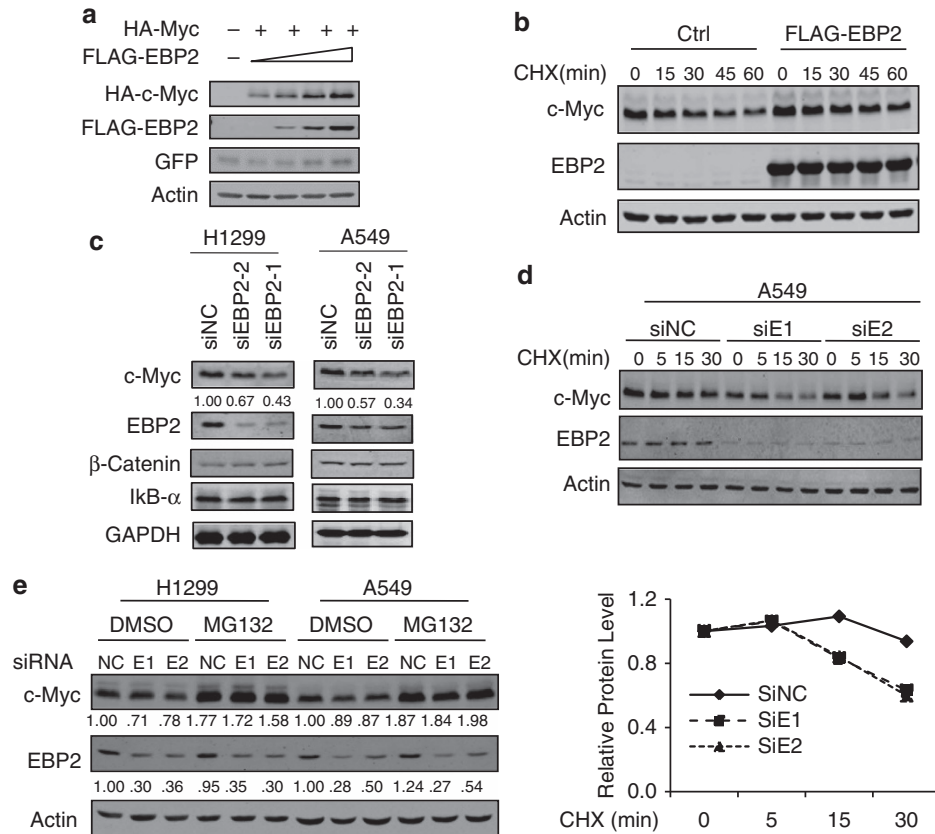 a
HA-Myc – + + + +
FLAG-EBP2 –
HA-c-Myc
FLAG-EBP2
GFP
Actin
b
Ctrl FLAG-EBP2
CHX(min) 0 15 30 45 60 0 15 30 45 60
c-Myc
EBP2
Actin
c
H1299 A549
siNC siEBP2-2 siEBP2-1 siNC siEBP2-2 siEBP2-1
c-Myc
1.00 0.67 0.43 1.00 0.57 0.34
EBP2
β-Catenin
IkB-α
GAPDH
d
A549
siNC siE1 siE2
CHX(min) 0 5 15 30 0 5 15 30 0 5 15 30
c-Myc
EBP2
Actin
Relative Protein Level
1.2
0.8
0.4
0.0
SiNC
SiE1
SiE2
CHX (min) 0 5 15 30
e
H1299 A549
DMSO MG132 DMSO MG132
siRNA NC E1 E2 NC E1 E2 NC E1 E2 NC E1 E2
c-Myc
1.00 .71 .78 1.77 1.72 1.58 1.00 .89 .87 1.87 1.84 1.98
EBP2
1.00 .30 .36 .95 .35 .30 1.00 .28 .50 1.24 .27 .54
Actin